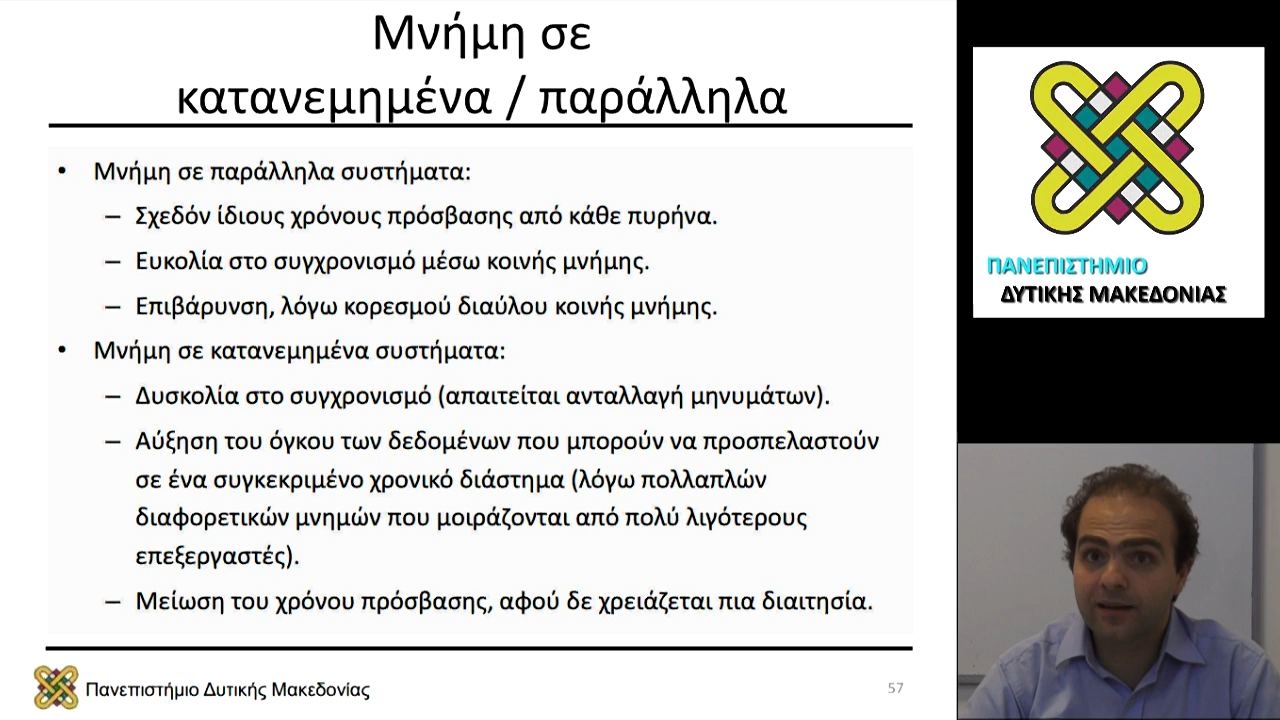 Μνήμη σε
κατανεμημένα / παράλληλα
• Μνήμη σε παράλληλα συστήματα:
– Σχεδόν ίδιους χρόνους πρόσβασης από κάθε πυρήνα.
– Ευκολία στο συγχρονισμό μέσω κοινής μνήμης.
– Επιβάρυνση, λόγω κορεσμού διαύλου κοινής μνήμης.
• Μνήμη σε κατανεμημένα συστήματα:
– Δυσκολία στο συγχρονισμό (απαιτείται ανταλλαγή μηνυμάτων).
– Αύξηση του όγκου των δεδομένων που μπορούν να προσπελαστούν
σε ένα συγκεκριμένο χρονικό διάστημα (λόγω πολλαπλών
διαφορετικών μνημών που μοιράζονται από πολύ λιγότερους
επεξεργαστές).
– Μείωση του χρόνου πρόσβασης, αφού δε χρειάζεται πια διαιτησία.
Πανεπιστήμιο Δυτικής Μακεδονίας
57
ΠΑΝΕΠΙΣΤΗΜΙΟ
ΔΥΤΙΚΗΣ ΜΑΚΕΔΟΝΙΑΣ